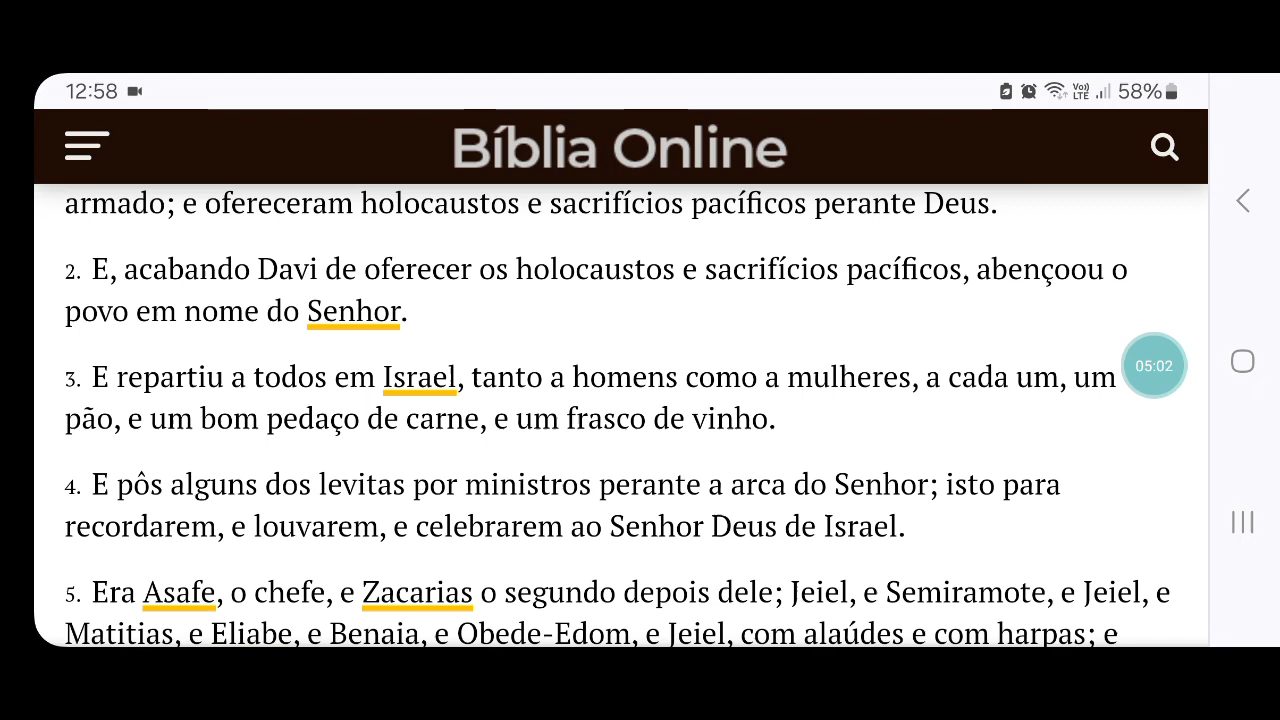 12:58
Vo)) LTE 58%
Bíblia Online
armado; e ofereceram holocaustos e sacrifícios pacíficos perante Deus.
2. E, acabando Davi de oferecer os holocaustos e sacrifícios pacíficos, abençoou o
povo em nome do Senhor.
3. E repartiu a todos em Israel, tanto a homens como a mulheres, a cada um, um
05:02
pão, e um bom pedaço de carne, e um frasco de vinho.
4. E pôs alguns dos levitas por ministros perante a arca do Senhor; isto para
recordarem, e louvarem, e celebrarem ao Senhor Deus de Israel.
5. Era Asafe, o chefe, e Zacarias o segundo depois dele; Jeiel, e Semiramote, e Jeiel, e
Matitias, e Eliabe, e Benaia, e Obede-Edom, e Jeiel, com alaúdes e com harpas; e